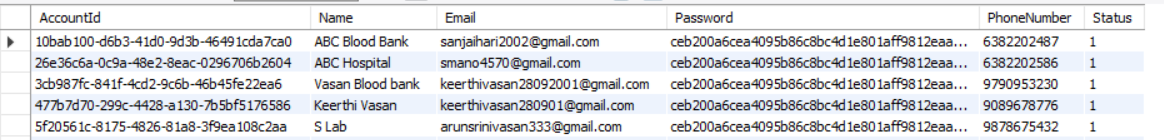 AccountId Name Email Password PhoneNumber Status
10bab100-d6b3-41d0-9d3b-46491cda7ca0 ABC Blood Bank sanjaihari2002@gmail.com ceb200a6cea4095b86c8bc4d1e801aff9812eaa... 6382202487 1
26e36c6a-0c9a-48e2-8eac-0296706b2604 ABC Hospital smano4570@gmail.com ceb200a6cea4095b86c8bc4d1e801aff9812eaa... 6382202586 1
3cb987fc-841f-4cd2-9c6b-46b45fe22ea6 Vasan Blood bank keerthivasan28092001@gmail.com ceb200a6cea4095b86c8bc4d1e801aff9812eaa... 9790953230 1
477b7d70-299c-4428-a130-7b5bf5176586 Keerthi Vasan keerthivasan280901@gmail.com ceb200a6cea4095b86c8bc4d1e801aff9812eaa... 9089678776 1
5f20561c-8175-4826-81a8-3f9ea108c2aa S Lab arunsrinivasan333@gmail.com ceb200a6cea4095b86c8bc4d1e801aff9812eaa... 9878675432 1